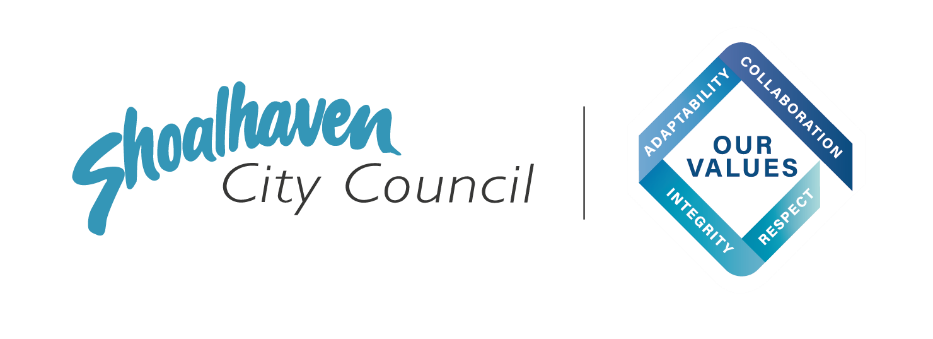 Shoalhaven
City Council
ADAPTABILITY
COLLABORATION
OUR
VALUES
INTEGRITY
RESPECT